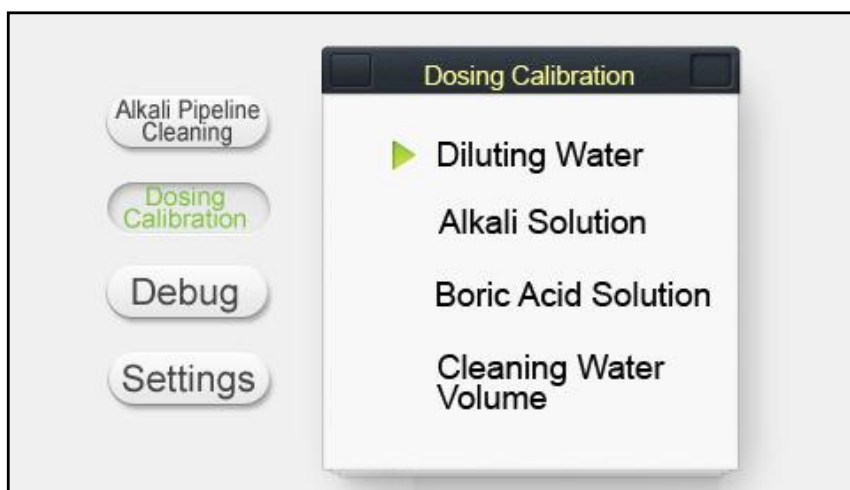 Alkali Pipeline
Cleaning
Dosing
Calibration
Debug
Settings
Dosing Calibration
Diluting Water
Alkali Solution
Boric Acid Solution
Cleaning Water
Volume